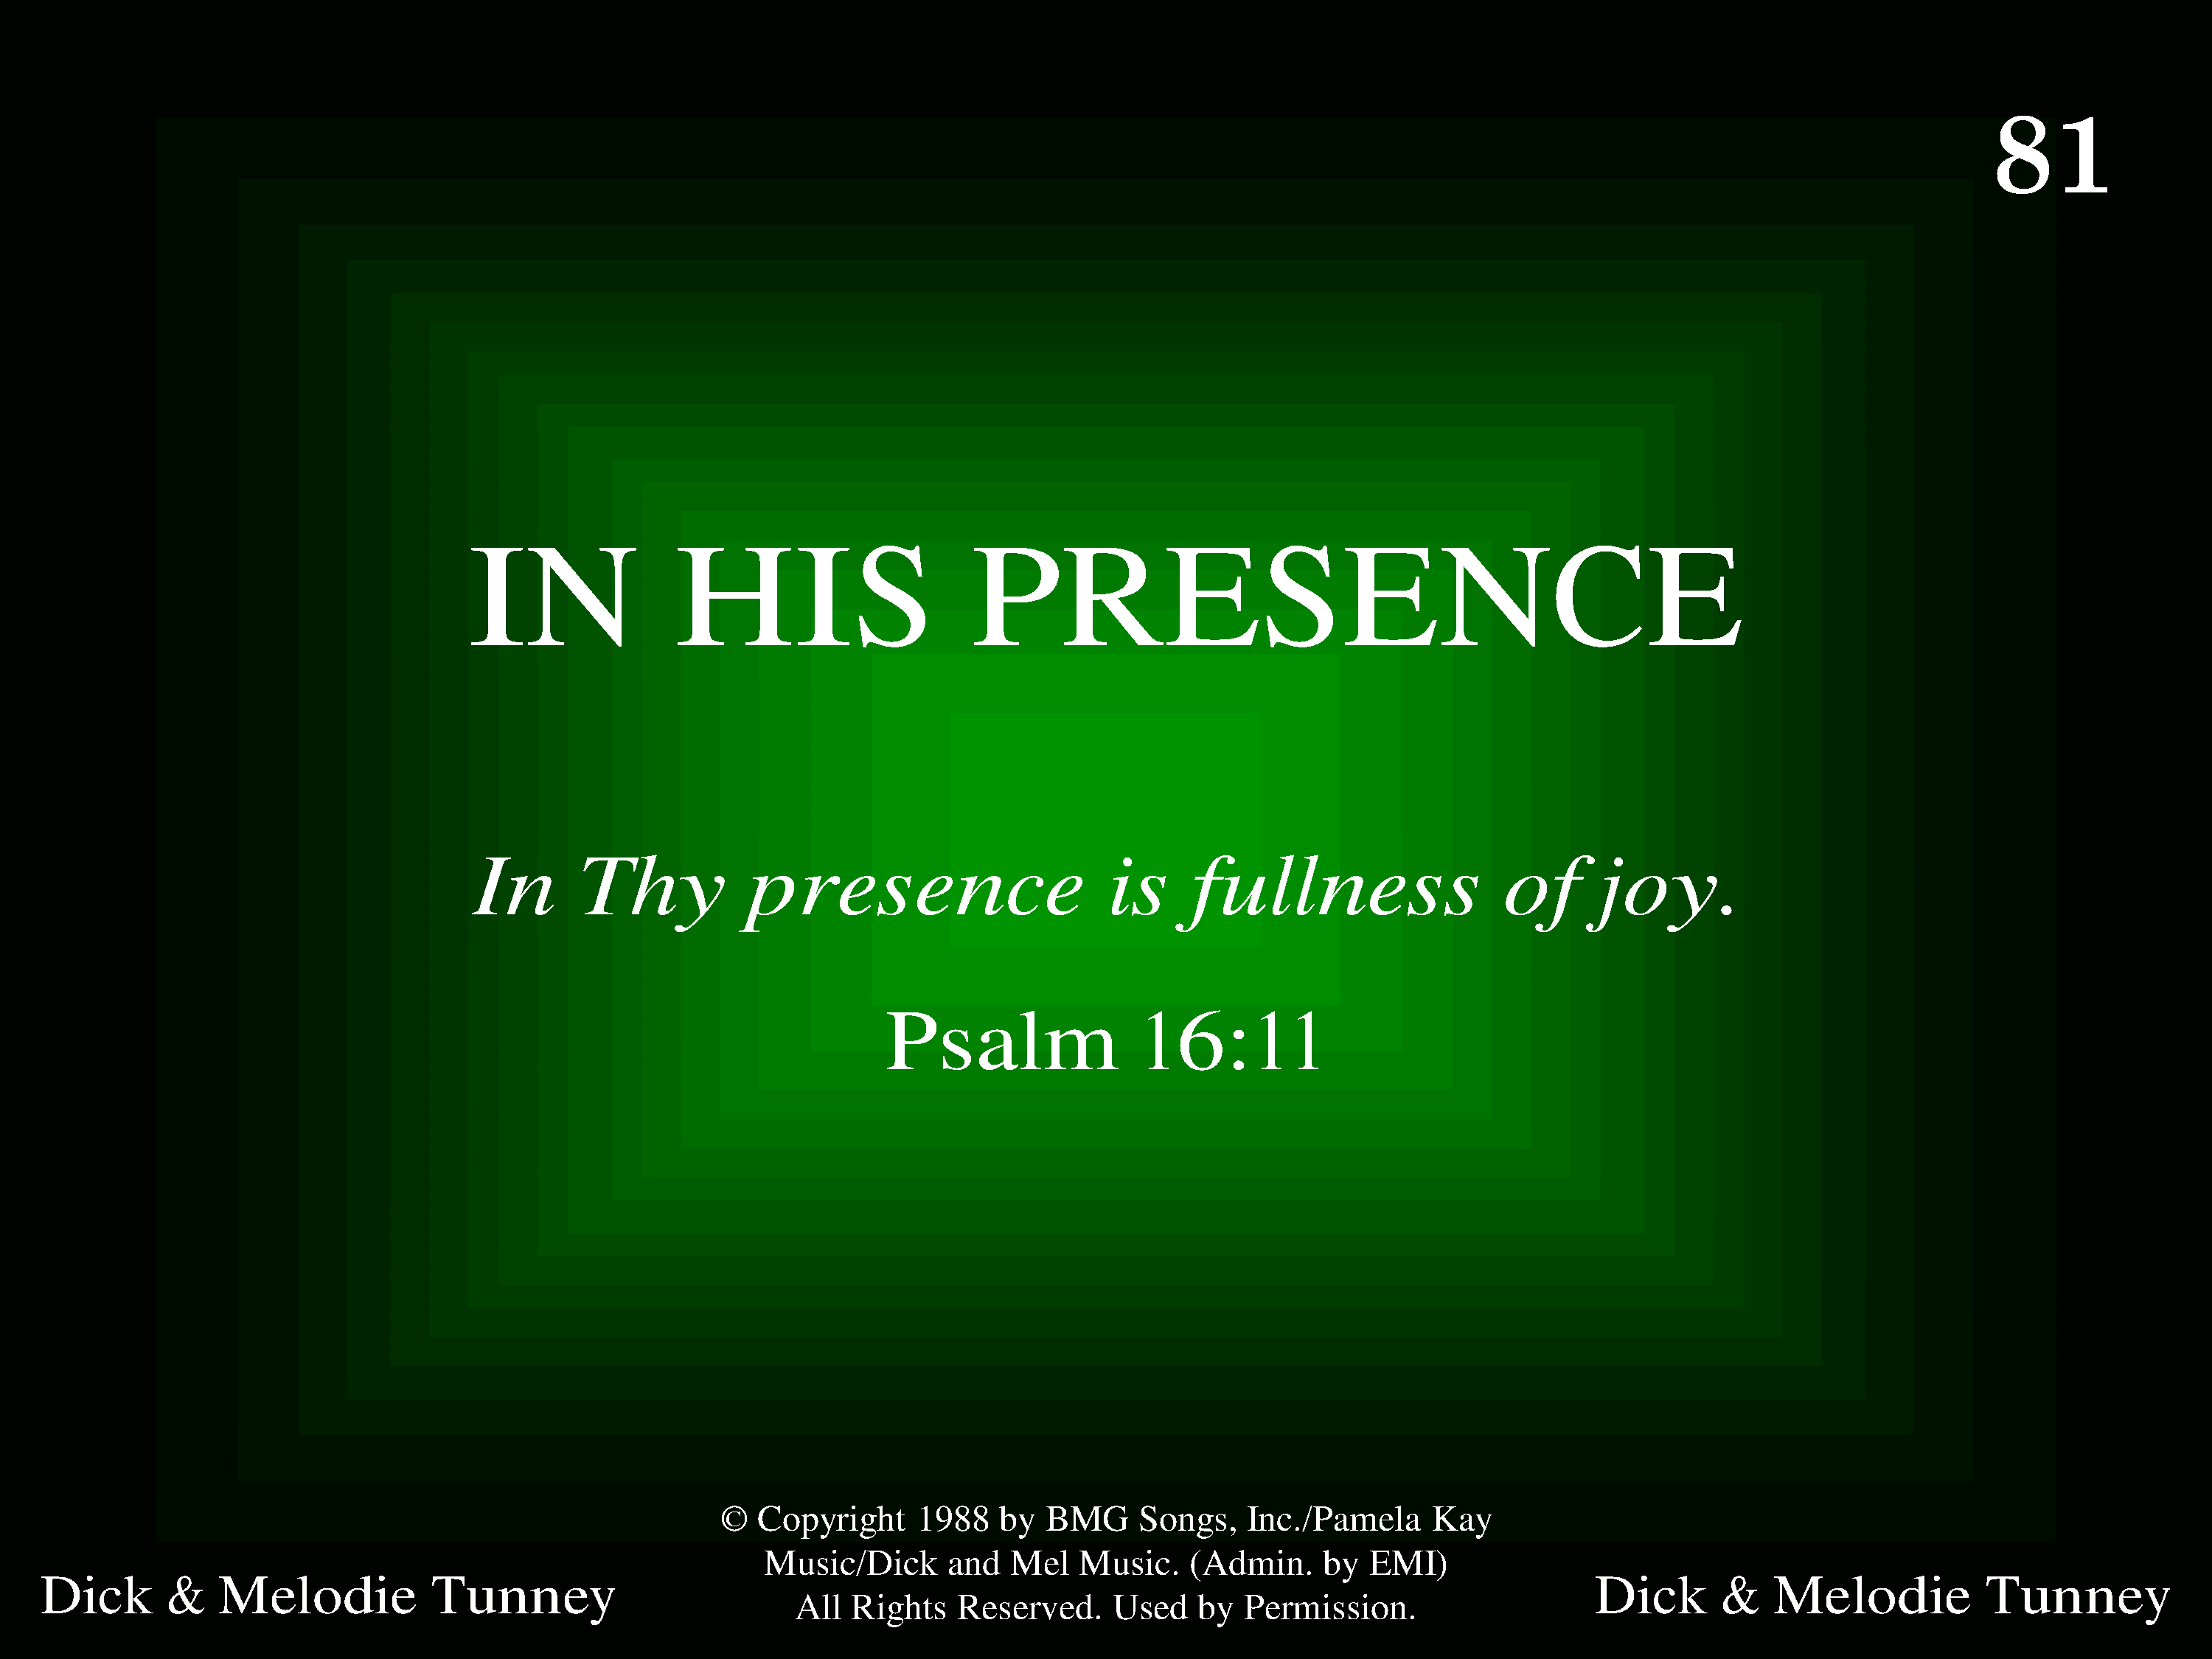 81
IN HIS PRESENCE
In Thy presence is fullness of joy.
Psalm 16:11
© Copyright 1988 by BMG Songs, Inc./Pamela Kay
Music/Dick and Mel Music. (Admin. by EMI)
All Rights Reserved. Used by Permission.
Dick & Melodie Tunney
Dick & Melodie Tunney